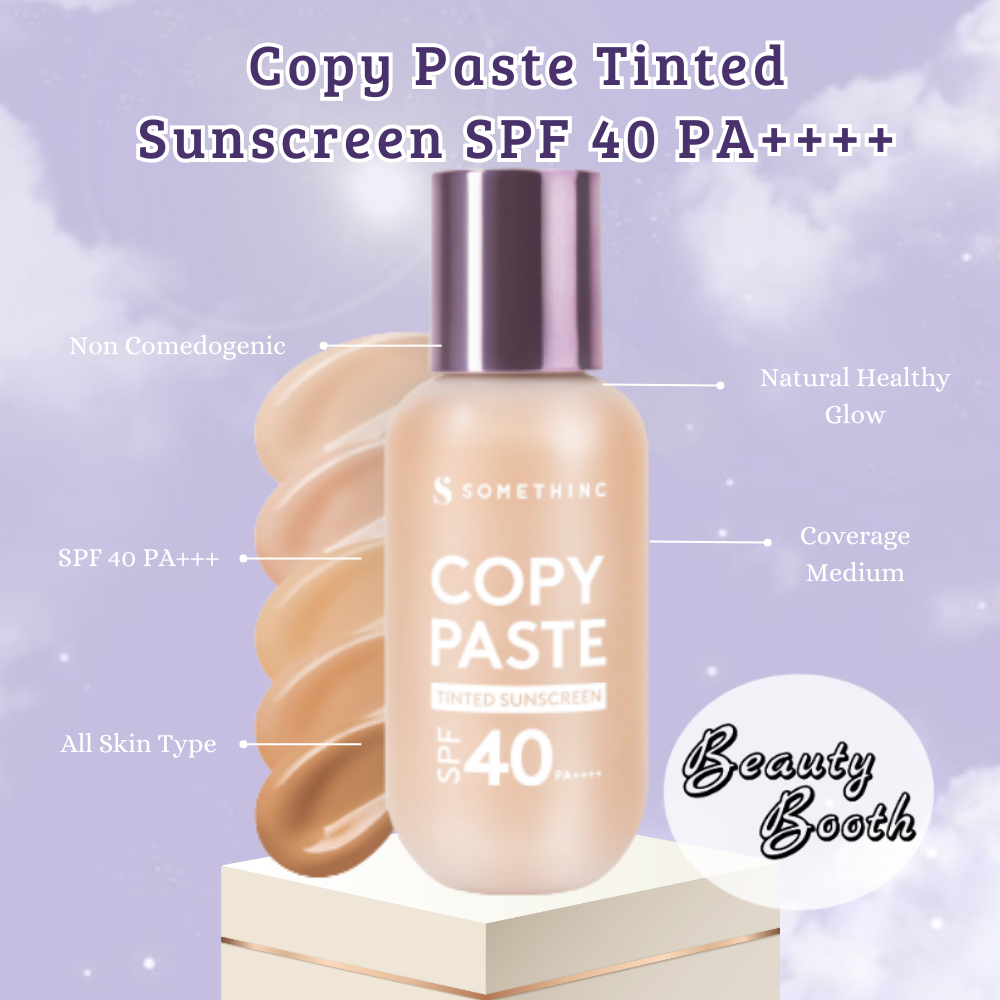 Copy Paste Tinted
Sunscreen SPF 40 PA++++
Non Comedogenic
Natural Healthy
Glow
SOMETHINC
SPF 40 PA+++
Coverage
Medium
COPY
PASTE
TINTED SUNSCREEN
SPF 40 PA++++
All Skin Type
Beauty
Booth